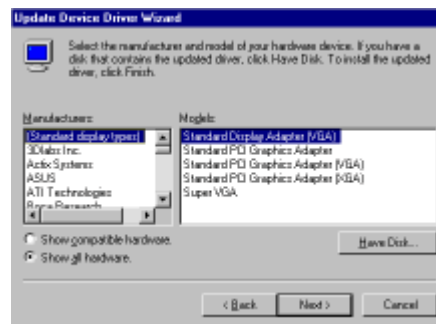 Update Device Driver Wizard
Select the manufacturer and model of your hardware device. If you have a
disk that contains the updated driver, click Have Disk. To install the updated
driver, click Finish.
Manufacturers:
(Standard display types)
3Dlabs Inc.
Actix Systems
ASUS
ATI Technologies
Boca Research
Models:
Standard Display Adapter (VGA)
Standard PCI Graphics Adapter
Standard PCI Graphics Adapter (VGA)
Standard PCI Graphics Adapter (XGA)
Super VGA
Show compatible hardware.
Show all hardware.
Have Disk...
< Back
Next >
Cancel